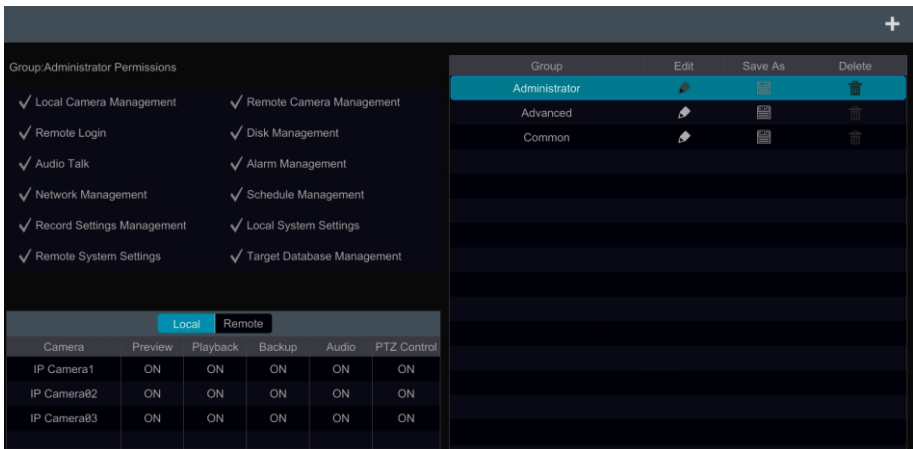 +
Group:Administrator Permissions
Local Camera Management Remote Camera Management
Remote Login Disk Management
Audio Talk Alarm Management
Network Management Schedule Management
Record Settings Management Local System Settings
Remote System Settings Target Database Management
Local Remote
Camera Preview Playback Backup Audio PTZ Control
IP Camera1 ON ON ON ON ON
IP Camera02 ON ON ON ON ON
IP Camera03 ON ON ON ON ON
Group Edit Save As Delete
Administrator
Advanced
Common